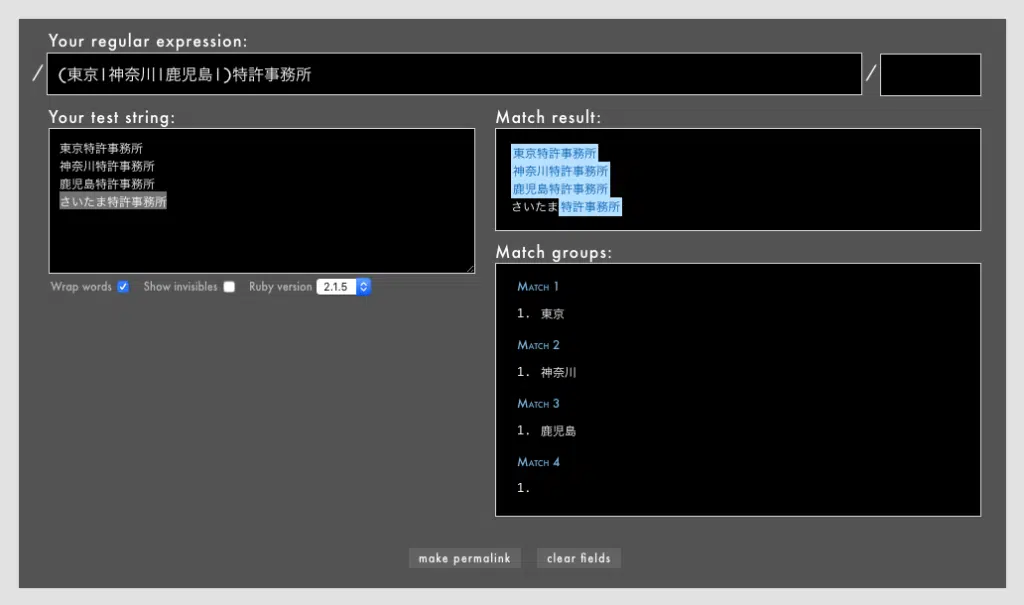 Your regular expression:
/ (東京|神奈川|鹿児島|)特許事務所 /
Your test string:
東京特許事務所
神奈川特許事務所
鹿児島特許事務所
さいたま特許事務所
Wrap words Show invisibles Ruby version 2.1.5
Match result:
東京特許事務所
神奈川特許事務所
鹿児島特許事務所
さいたま特許事務所
Match groups:
Match 1
1. 東京
Match 2
1. 神奈川
Match 3
1. 鹿児島
Match 4
1.
make permalink clear fields